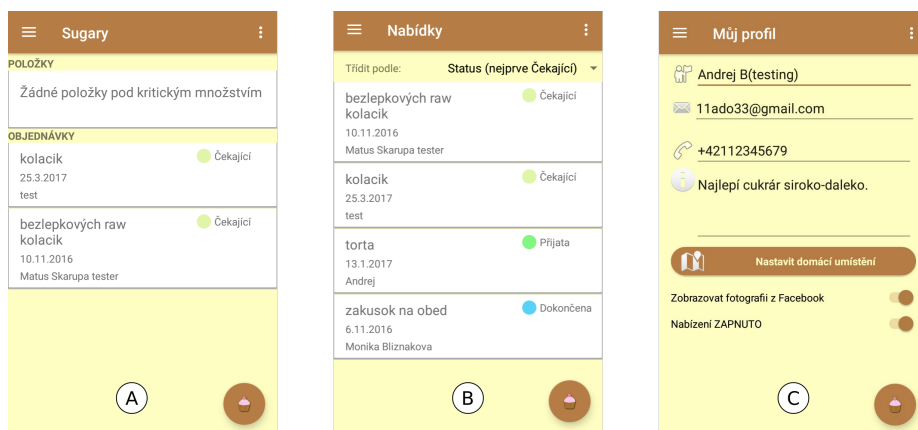 Sugary
POLOŽKY
Žádné položky pod kritickým množstvím
OBJEDNÁVKY
kolacik
Čekající
25.3.2017
test
bezlepkových raw
kolacik
Čekající
10.11.2016
Matus Skarupa tester
A
Nabídky
Třídit podle:
Status (nejprve Čekající)
bezlepkových raw
kolacik
Čekající
10.11.2016
Matus Skarupa tester
kolacik
Čekající
25.3.2017
test
torta
Přijata
13.1.2017
Andrej
zakusok na obed
Dokončena
6.11.2016
Monika Bliznakova
B
Můj profil
Andrej B(testing)
11ado33@gmail.com
+42112345679
Najlepí cukrár siroko-daleko.
Nastavit domácí umístění
Zobrazovat fotografii z Facebook
Nabízení ZAPNUTO
C